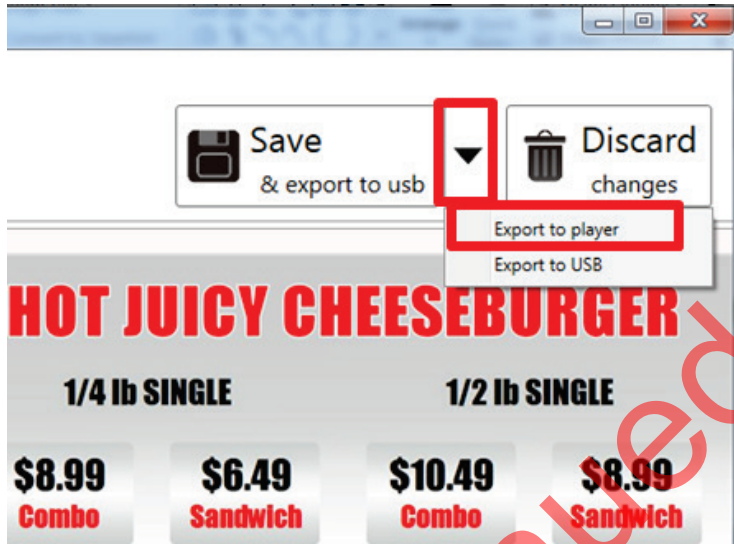 Save
& export to usb
Discard
changes
Export to player
Export to USB
HOT JUICY CHEESEBURGER
1/4 lb SINGLE
1/2 lb SINGLE
$8.99
$6.49
$10.49
$8.99
Combo
Sandwich
Combo
Sandwich